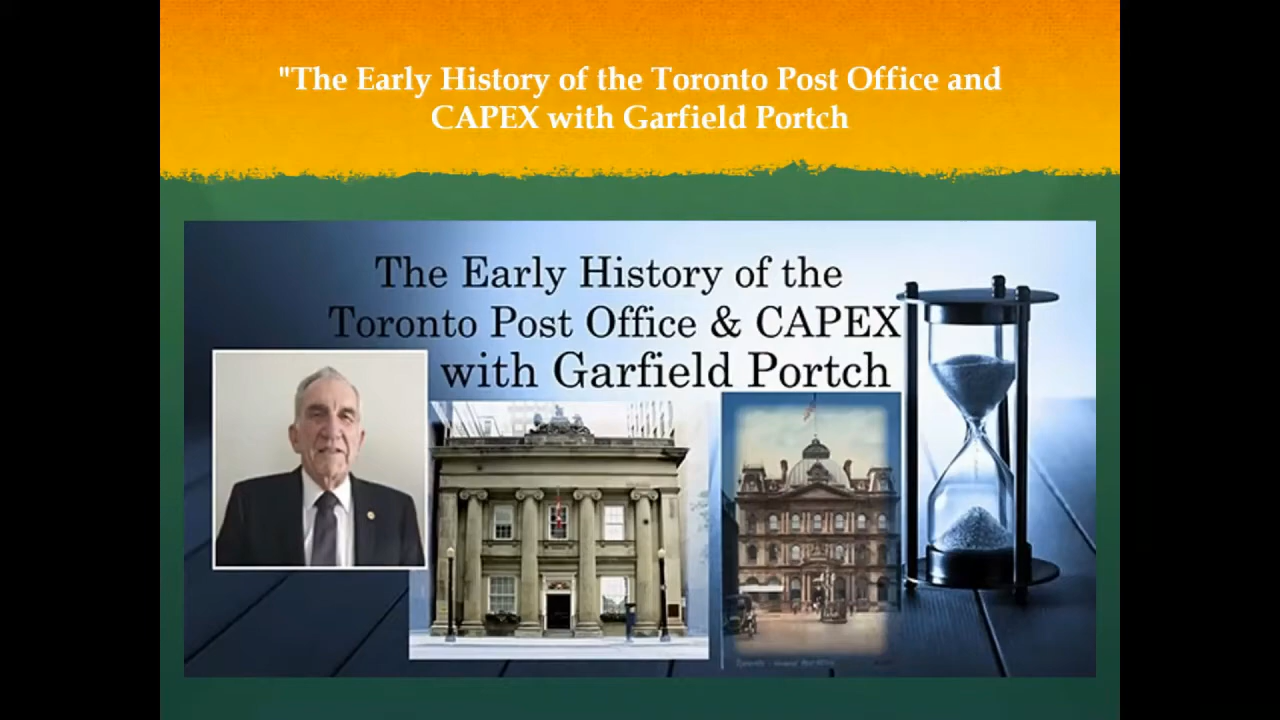 "The Early History of the Toronto Post Office and
CAPEX with Garfield Portch
The Early History of the
Toronto Post Office & CAPEX
with Garfield Portch